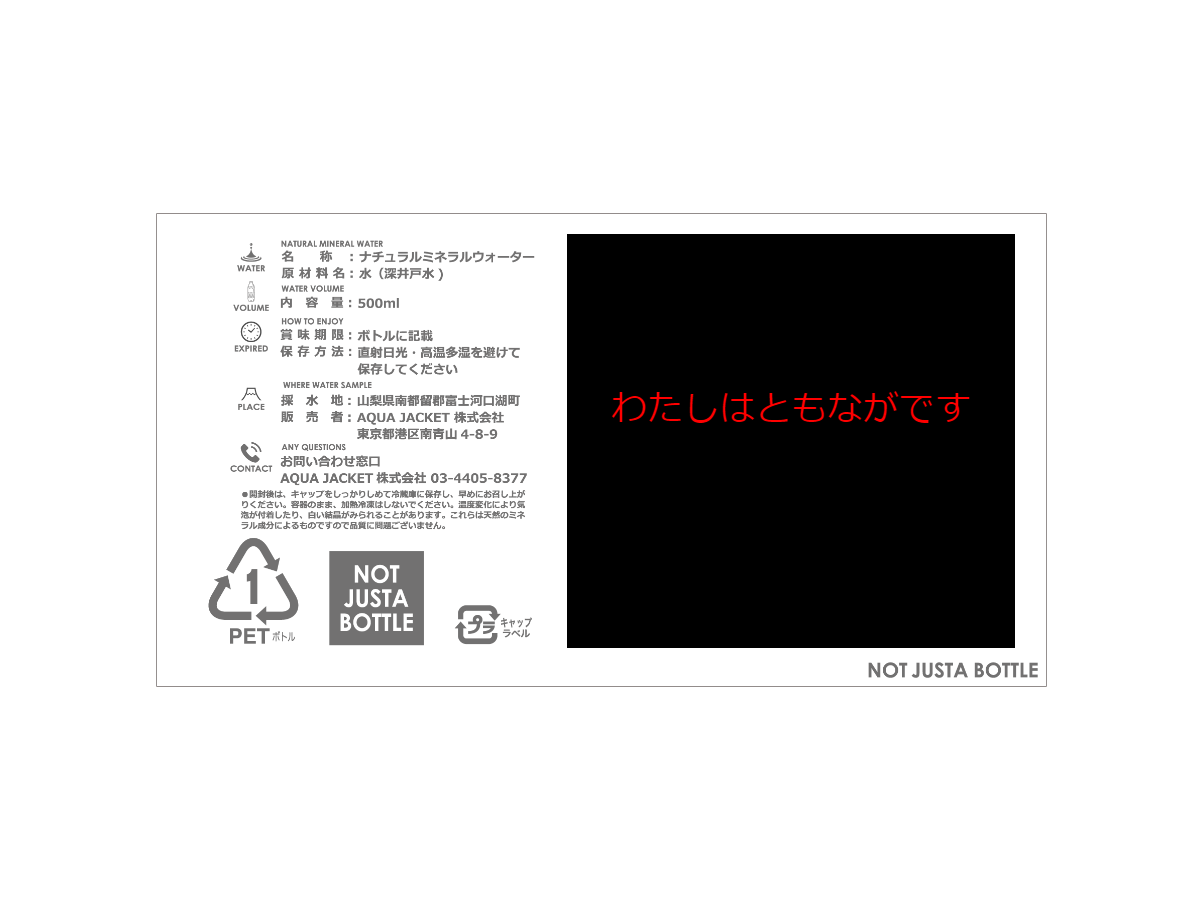 NATURAL MINERAL WATER
名 称 ：ナチュラルミネラルウォーター
WATER
原材料名：水（深井戸水）
WATER VOLUME
内 容 量：500ml
VOLUME
HOW TO ENJOY
賞味期限：ボトルに記載
EXPIRED
保存方法：直射日光・高温多湿を避けて
保存してください
WHERE WATER SAMPLE
採 水 地：山梨県南都留郡富士河口湖町
PLACE
販 売 者：AQUA JACKET 株式会社
東京都港区南青山 4-8-9
ANY QUESTIONS
お問い合わせ窓口
CONTACT
AQUA JACKET 株式会社 03-4405-8377
●開封後は、キャップをしっかりしめて冷蔵庫に保存し、早めにお召し上が
りください。容器のまま、加熱冷凍はしないでください。温度変化により気
泡が付着したり、白い結晶がみられることがあります。これらは天然のミネ
ラル成分によるものですので品質に問題ございません。
1
PET ボトル
NOT
JUSTA
BOTTLE
プラ
キャップ
ラベル
わたしはともながです
NOT JUSTA BOTTLE